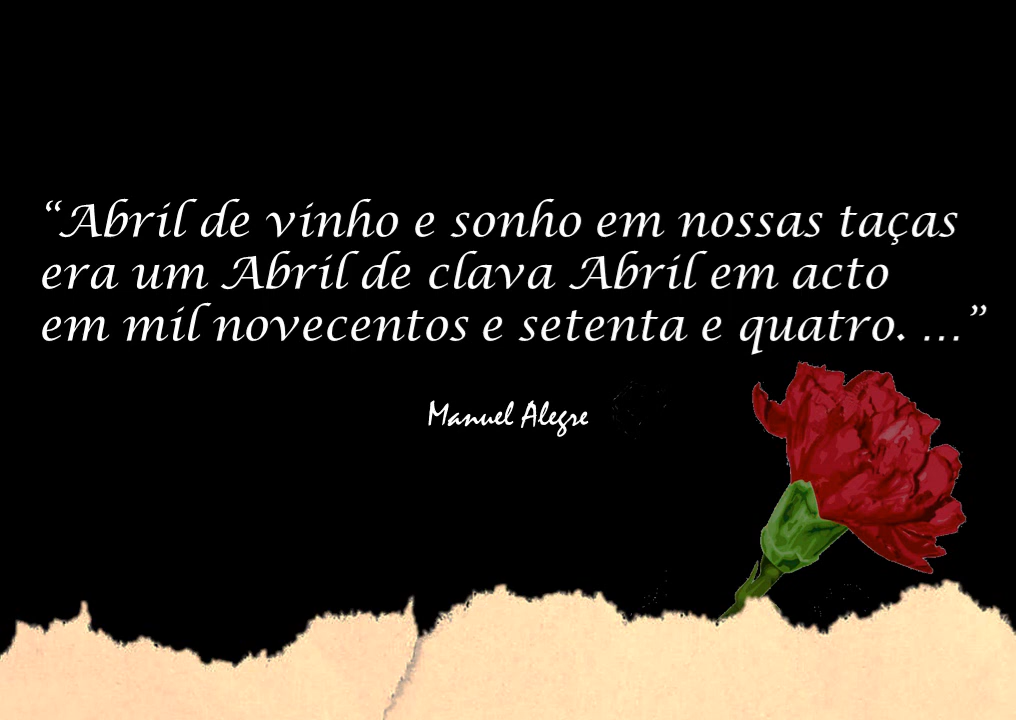 “Abril de vinho e sonho em nossas taças
era um Abril de clava Abril em acto
em mil novecentos e setenta e quatro. …”
Manuel Alegre